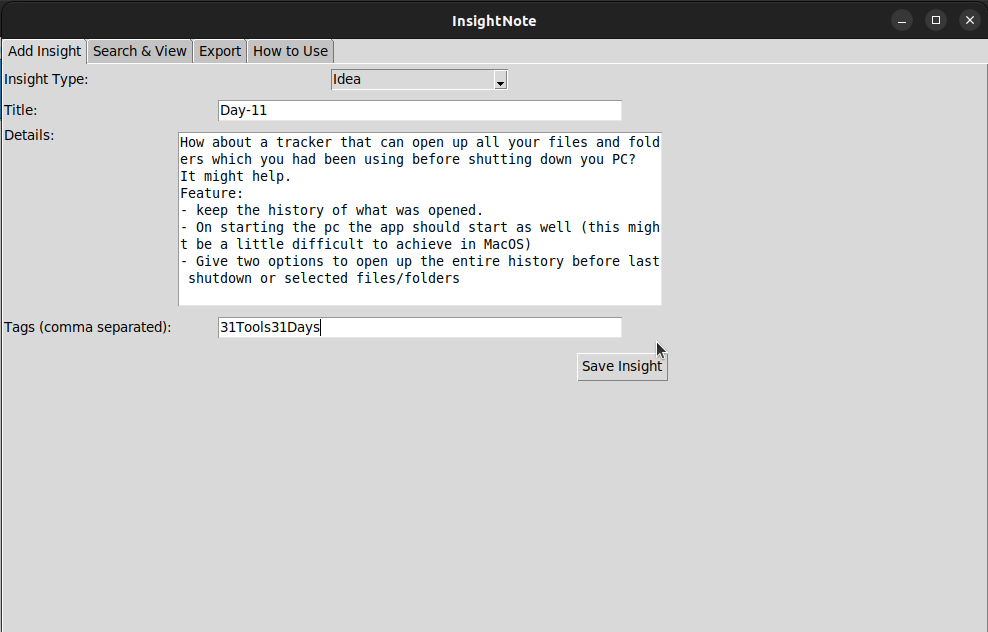 InsightNote
Add Insight Search & View Export How to Use
Insight Type: Idea
Title: Day-11
Details:
How about a tracker that can open up all your files and fold
ers which you had been using before shutting down you PC?
It might help.
Feature:
- keep the history of what was opened.
- On starting the pc the app should start as well (this migh
t be a little difficult to achieve in MacOS)
- Give two options to open up the entire history before last
 shutdown or selected files/folders
Tags (comma separated): 31Tools31Days
Save Insight